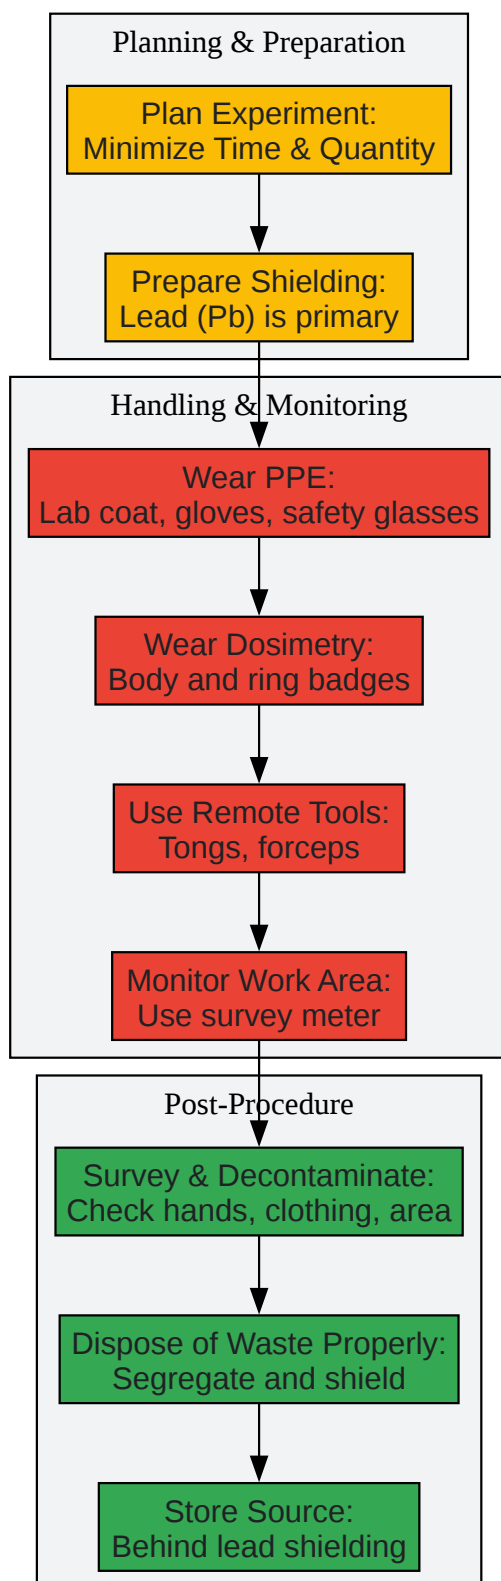 Planning & Preparation
Plan Experiment:
Minimize Time & Quantity
Prepare Shielding:
Lead (Pb) is primary
Handling & Monitoring
Wear PPE:
Lab coat, gloves, safety glasses
Wear Dosimetry:
Body and ring badges
Use Remote Tools:
Tongs, forceps
Monitor Work Area:
Use survey meter
Post-Procedure
Survey & Decontaminate:
Check hands, clothing, area
Dispose of Waste Properly:
Segregate and shield
Store Source:
Behind lead shielding